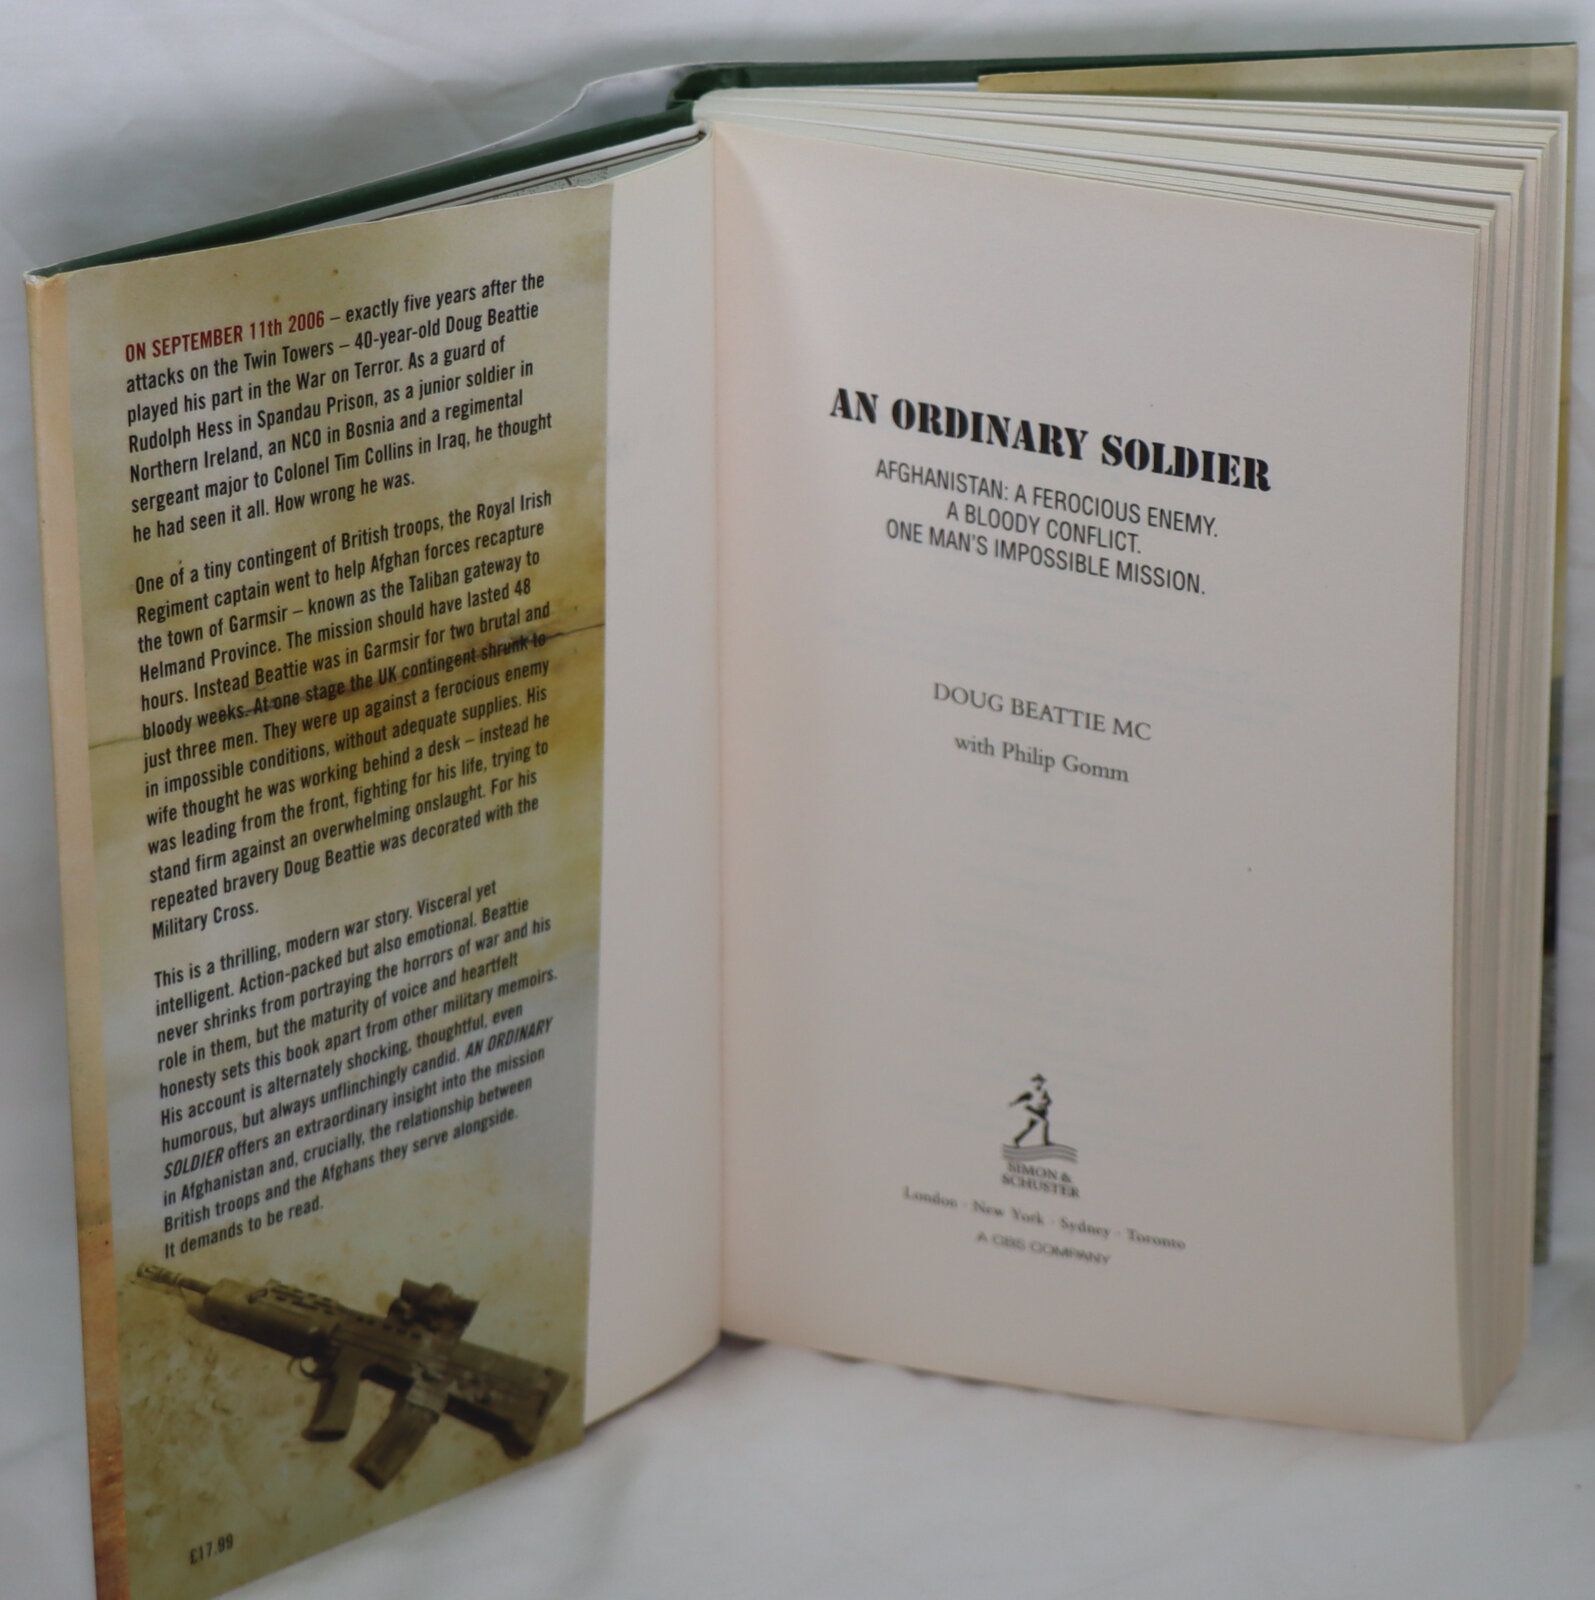 ON SEPTEMBER 11th 2006 – exactly five years after the
attacks on the Twin Towers – 40-year-old Doug Beattie
played his part in the War on Terror. As a guard of
Rudolph Hess in Spandau Prison, as a junior soldier in
Northern Ireland, an NCO in Bosnia and a regimental
sergeant major to Colonel Tim Collins in Iraq, he thought
he had seen it all. How wrong he was.
One of a tiny contingent of British troops, the Royal Irish
Regiment captain went to help Afghan forces recapture
the town of Garmsir – known as the Taliban gateway to
Helmand Province. The mission should have lasted 48
hours. Instead Beattie was in Garmsir for two brutal and
bloody weeks. At one stage the UK contingent shrunk to
just three men. They were up against a ferocious enemy
in impossible conditions, without adequate supplies. His
wife thought he was working behind a desk – instead he
was leading from the front, fighting for his life, trying to
stand firm against an overwhelming onslaught. For his
repeated bravery Doug Beattie was decorated with the
Military Cross.
This is a thrilling, modern war story. Visceral yet
intelligent. Action-packed but also emotional. Beattie
never shrinks from portraying the horrors of war and his
role in them, but the maturity of voice and heartfelt
honesty sets this book apart from other military memoirs.
His account is alternately shocking, thoughtful, even
humorous, but always unflinchingly candid. AN ORDINARY
SOLDIER offers an extraordinary insight into the mission
in Afghanistan and, crucially, the relationship between
British troops and the Afghans they serve alongside.
It demands to be read.
£17.99
AN ORDINARY SOLDIER
AFGHANISTAN: A FEROCIOUS ENEMY.
A BLOODY CONFLICT.
ONE MAN'S IMPOSSIBLE MISSION.
DOUG BEATTIE MC
with Philip Gomm
SIMON &
SCHUSTER
London · New York · Sydney · Toronto
A CBS COMPANY